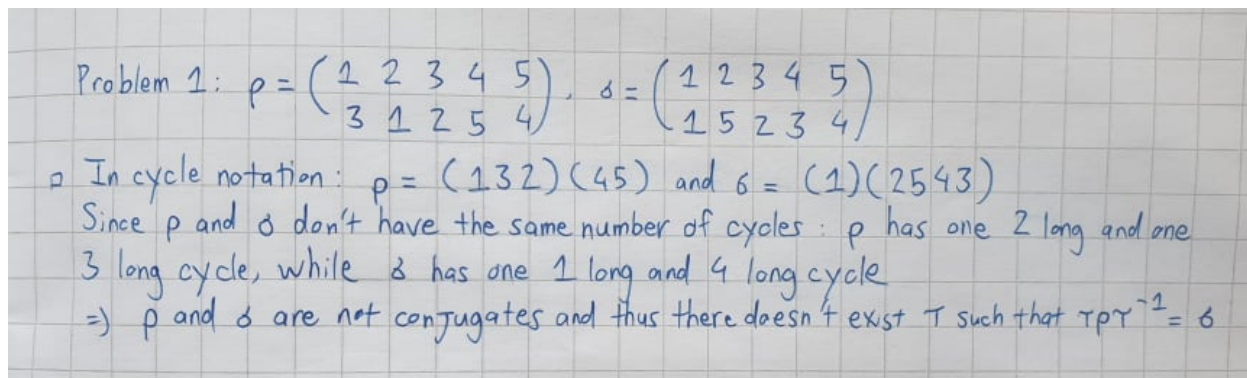 Problem 1: ρ = (1 2 3 4 5), σ = (1 2 3 4 5)
3 1 2 5 4 1 5 2 3 4
▫ In cycle notation: ρ = (132)(45) and σ = (1)(2543)
Since ρ and σ don't have the same number of cycles: ρ has one 2 long and one
3 long cycle, while σ has one 1 long and 4 long cycle
=) ρ and σ are not conjugates and thus there doesn't exist τ such that τρτ⁻¹ = σ